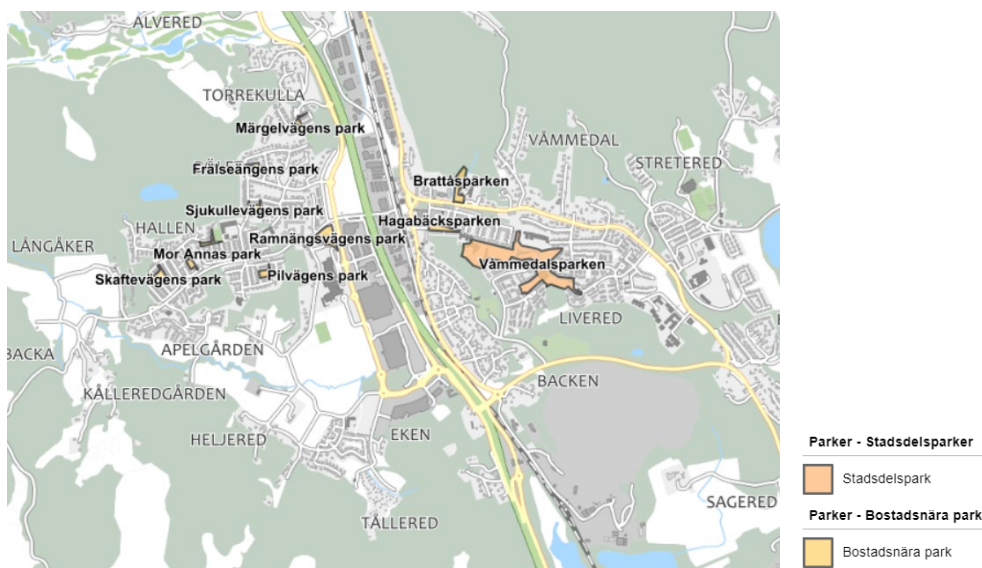 ALVERED
TORREKULLA
Märgelvägens park
VÅMMEDAL
STRETERED
Frälseängens park
Brattåsparken
Sjukullevägens park
Hagabäcksparken
HALLEN
LÅNGÅKER
Ramnängsvägens park
Mor Annas park
Våmmedalsparken
Skaftevägens park
Pilvägens park
LIVERED
BACKA
APELGÅRDEN
BACKEN
KÅLLEREDGÅRDEN
HELJERED
EKEN
Parker - Stadsdelsparker
Stadsdelspark
SAGERED
Parker - Bostadsnära park
TÅLLERED
Bostadsnära park